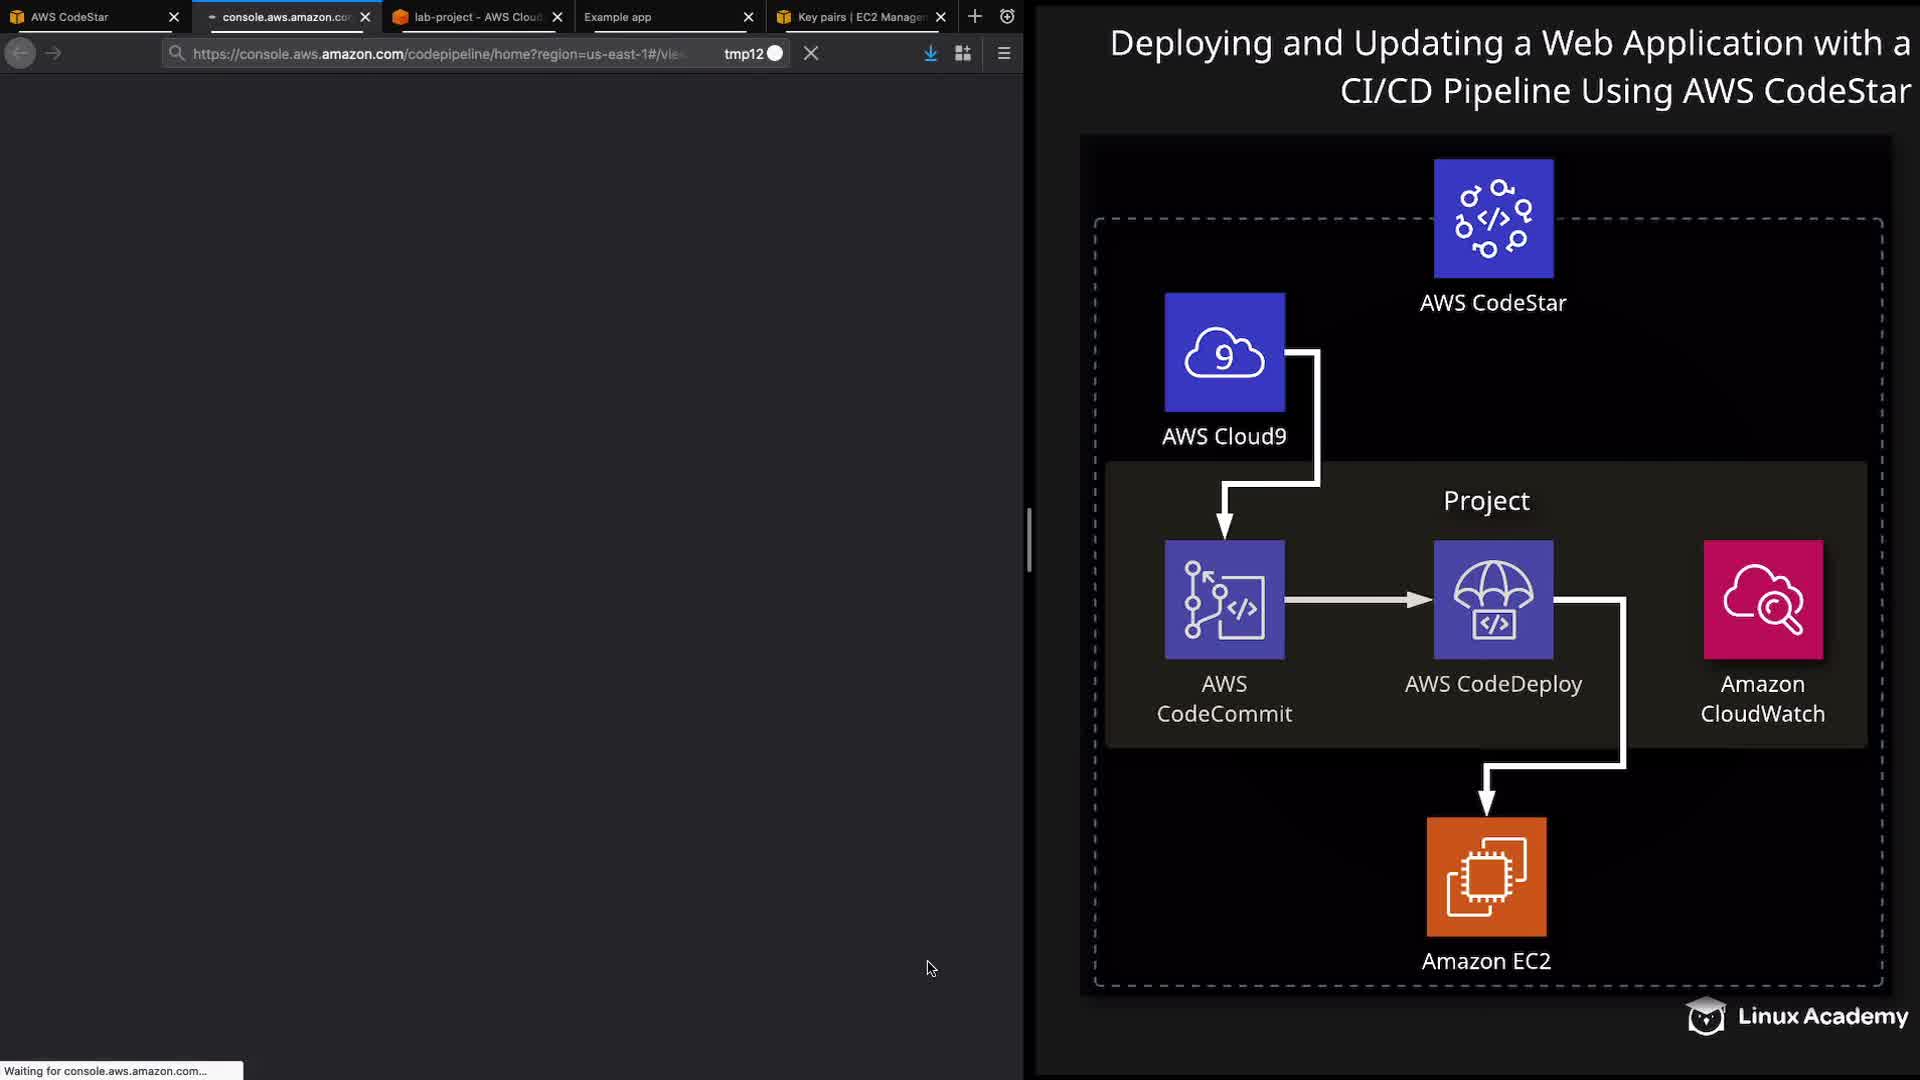 AWS CodeStar
console.aws.amazon.co
lab-project - AWS Cloud
Example app
Key pairs | EC2 Manage
https://console.aws.amazon.com/codepipeline/home?region=us-east-1#/vie
tmp12
Deploying and Updating a Web Application with a
CI/CD Pipeline Using AWS CodeStar
AWS CodeStar
9
AWS Cloud9
Project
</>
</>
AWS
CodeCommit
AWS CodeDeploy
Amazon
CloudWatch
Amazon EC2
Linux Academy
Waiting for console.aws.amazon.com...